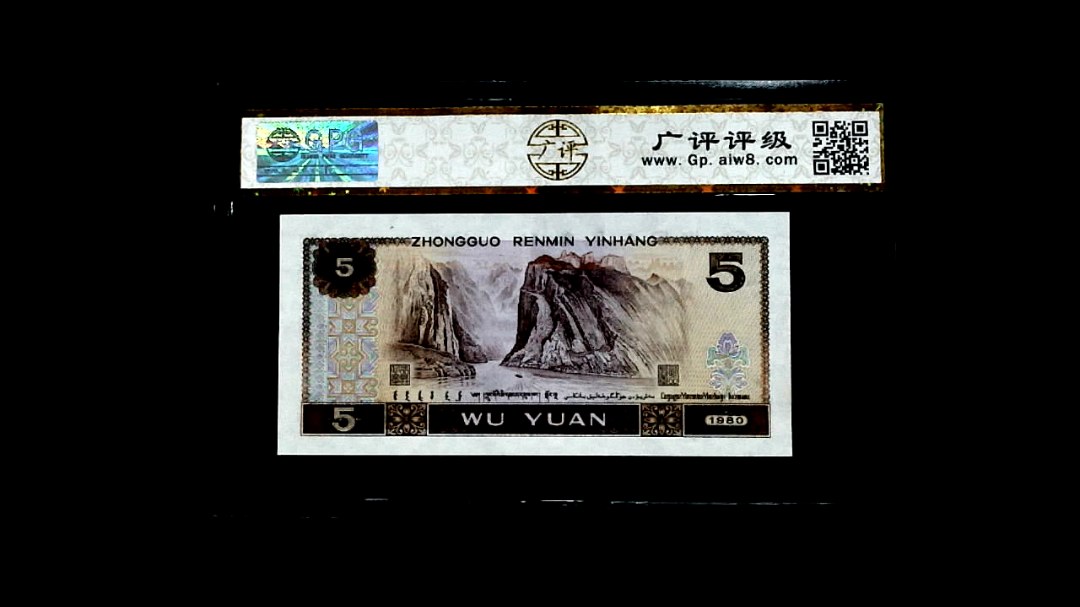 GPG
广评
广评评级
www. Gp. aiw8. com
ZHONGGUO RENMIN YINHANG
5
5
5
WU YUAN
1980